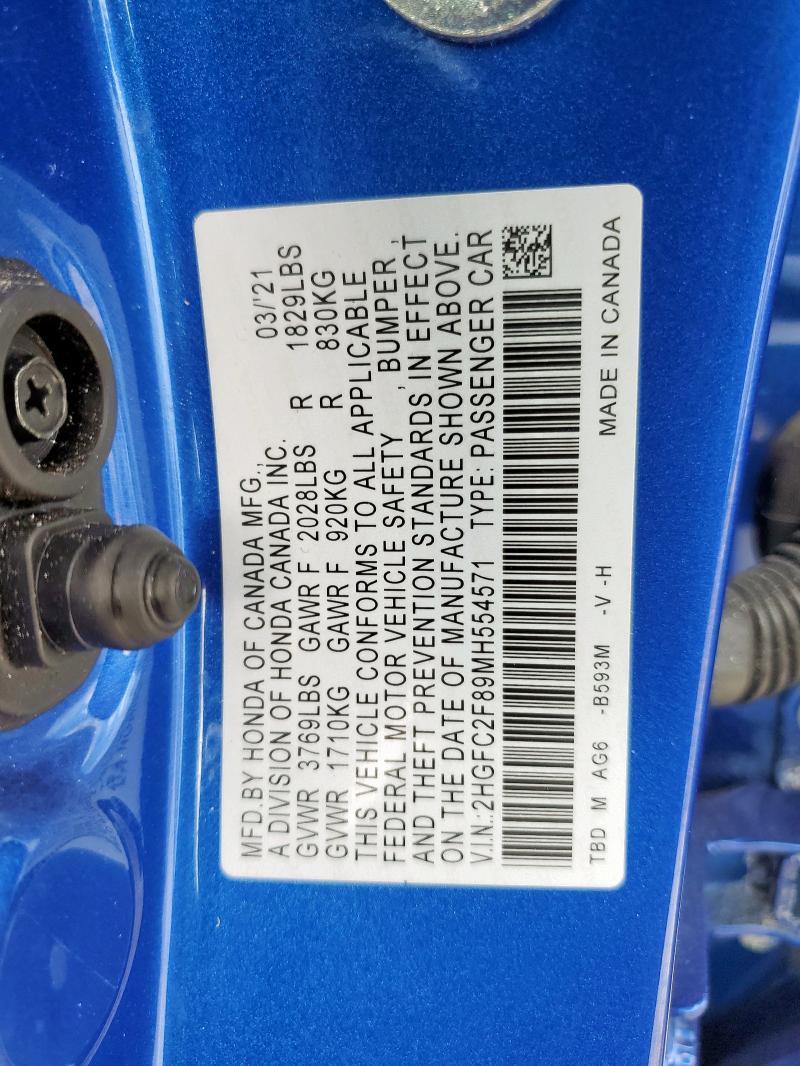 MFD.BY HONDA OF CANADA MFG., 03/'21
A DIVISION OF HONDA CANADA INC.
GVWR 3769LBS GAWR F 2028LBS R 1829LBS
GVWR 1710KG GAWR F 920KG R 830KG
THIS VEHICLE CONFORMS TO ALL APPLICABLE
FEDERAL MOTOR VEHICLE SAFETY , BUMPER,
AND THEFT PREVENTION STANDARDS IN EFFECT
ON THE DATE OF MANUFACTURE SHOWN ABOVE.
V.I.N.:2HGFC2F89MH554571 TYPE: PASSENGER CAR
TBD M AG6 -B593M -V -H MADE IN CANADA